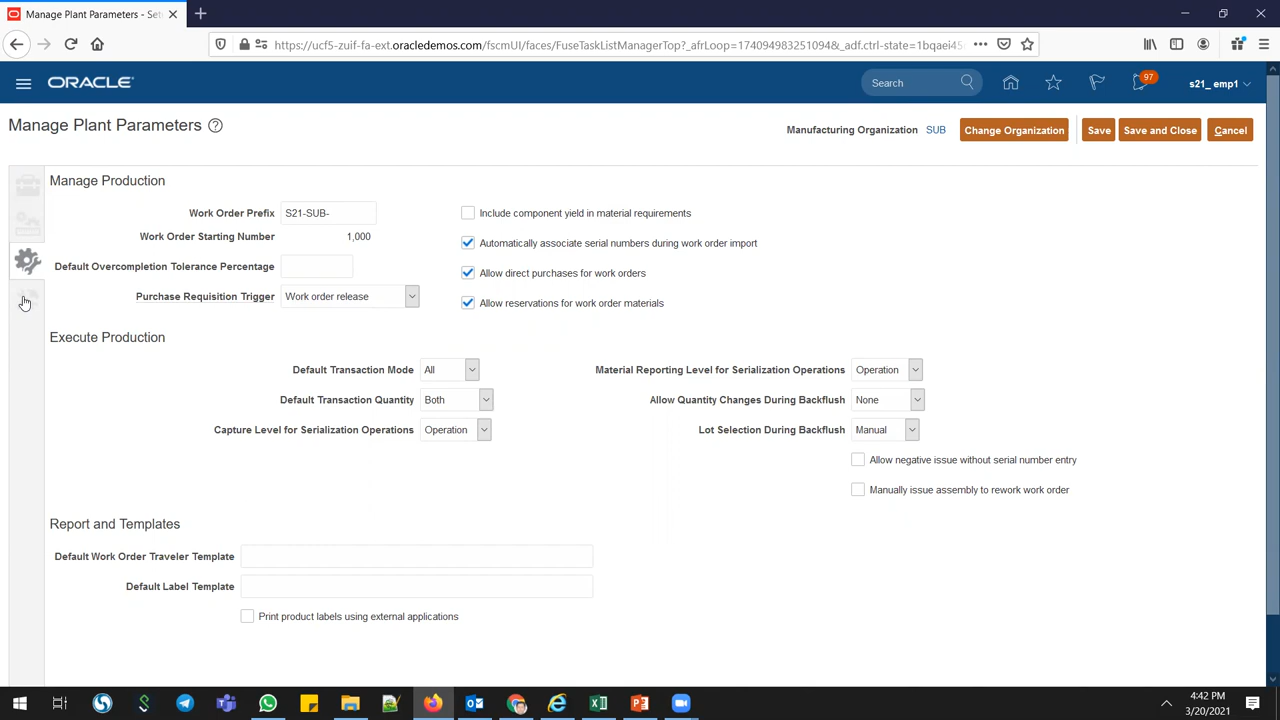 Manage Plant Parameters - Set
https://ucf5-zuif-fa-ext.oracledemos.com/fscmUI/faces/FuseTaskListManagerTop?_afrLoop=174094983251094&_adf.ctrl-state=1bqaei45
ORACLE
Search
97
s21_ emp1
Manage Plant Parameters
Manufacturing Organization SUB
Change Organization
Save
Save and Close
Cancel
Manage Production
Work Order Prefix S21-SUB-
Include component yield in material requirements
Work Order Starting Number 1,000
Automatically associate serial numbers during work order import
Default Overcompletion Tolerance Percentage
Allow direct purchases for work orders
Purchase Requisition Trigger Work order release
Allow reservations for work order materials
Execute Production
Default Transaction Mode All
Material Reporting Level for Serialization Operations Operation
Default Transaction Quantity Both
Allow Quantity Changes During Backflush None
Capture Level for Serialization Operations Operation
Lot Selection During Backflush Manual
Allow negative issue without serial number entry
Manually issue assembly to rework work order
Report and Templates
Default Work Order Traveler Template
Default Label Template
Print product labels using external applications
4:42 PM
3/20/2021